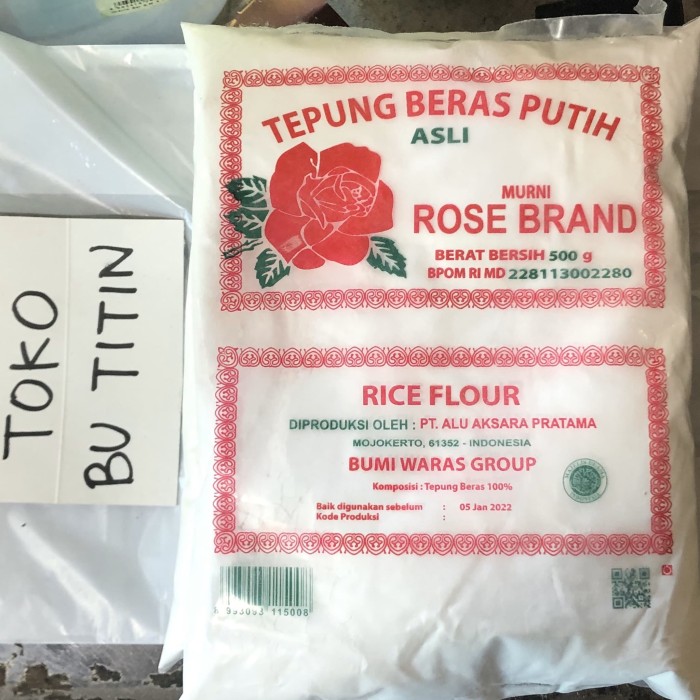 TEPUNG BERAS PUTIH
ASLI
MURNI
ROSE BRAND
BERAT BERSIH 500 g
BPOM RI MD 228113002280
RICE FLOUR
DIPRODUKSI OLEH : PT. ALU AKSARA PRATAMA
MOJOKERTO, 61352 - INDONESIA
BUMI WARAS GROUP
Komposisi : Tepung Beras 100%
Baik digunakan sebelum : 05 Jan 2022
Kode Produksi :
115008
TOKO
BU TITIN